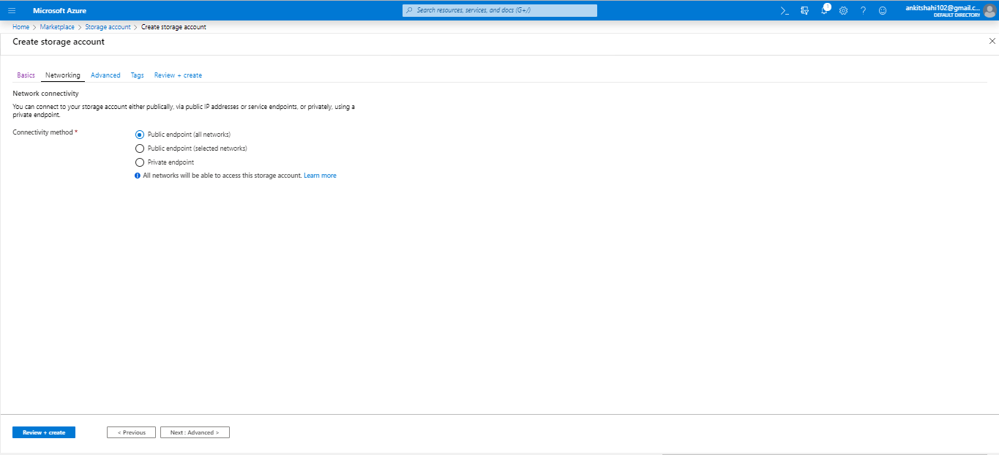 Microsoft Azure
Search resources, services, and docs (G+/)
1
ankitshahi102@gmail.c...
DEFAULT DIRECTORY
Home > Marketplace > Storage account > Create storage account
Create storage account
Basics Networking Advanced Tags Review + create
Network connectivity
You can connect to your storage account either publically, via public IP addresses or service endpoints, or privately, using a
private endpoint.
Connectivity method *
Public endpoint (all networks)
Public endpoint (selected networks)
Private endpoint
All networks will be able to access this storage account. Learn more
Review + create < Previous Next : Advanced >